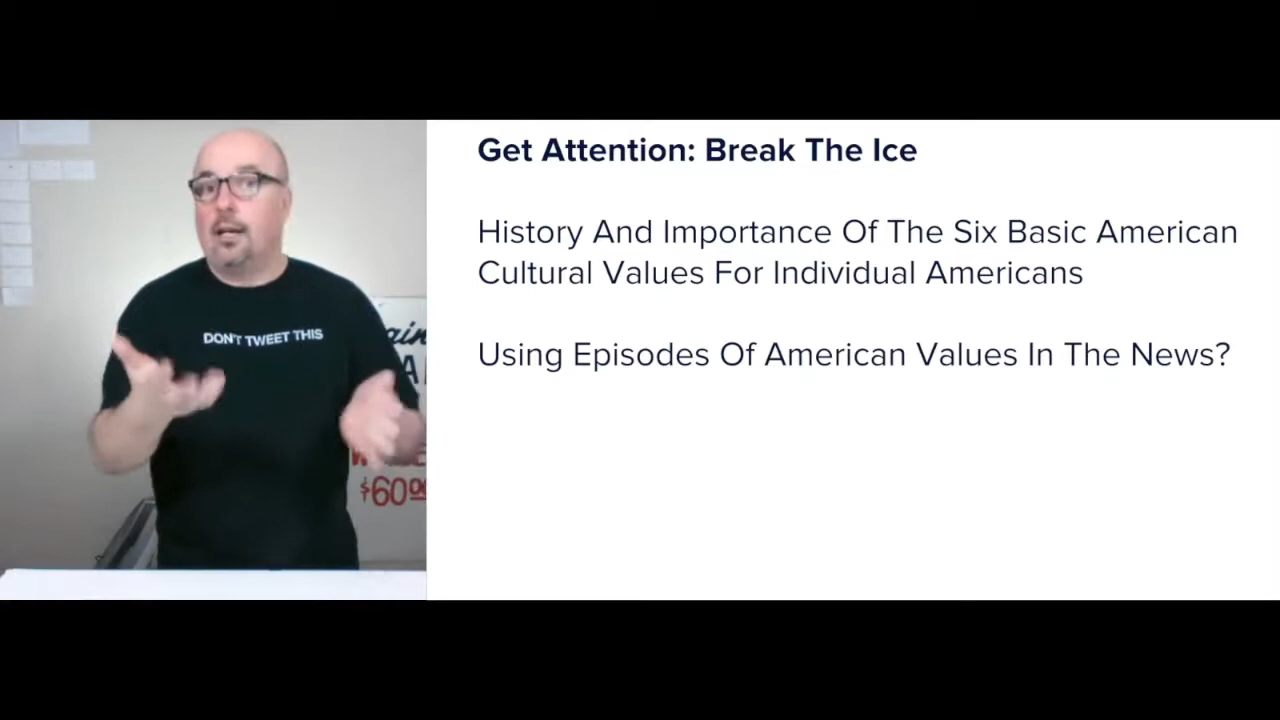 Get Attention: Break The Ice
History And Importance Of The Six Basic American
Cultural Values For Individual Americans
Using Episodes Of American Values In The News?
DON'T TWEET THIS
$60